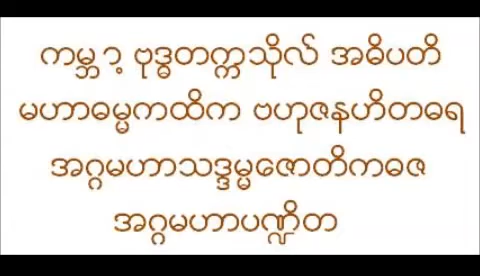 ကမ္ဘာ့ ဗုဒ္ဓတက္ကသိုလ် အဓိပတိ
မဟာဓမ္မကထိက ဗဟုဇနဟိတဓရ
အဂ္ဂမဟာသဒ္ဒမ္မဇောတိကဓဇ
အဂ္ဂမဟာပဏ္ဍိတ